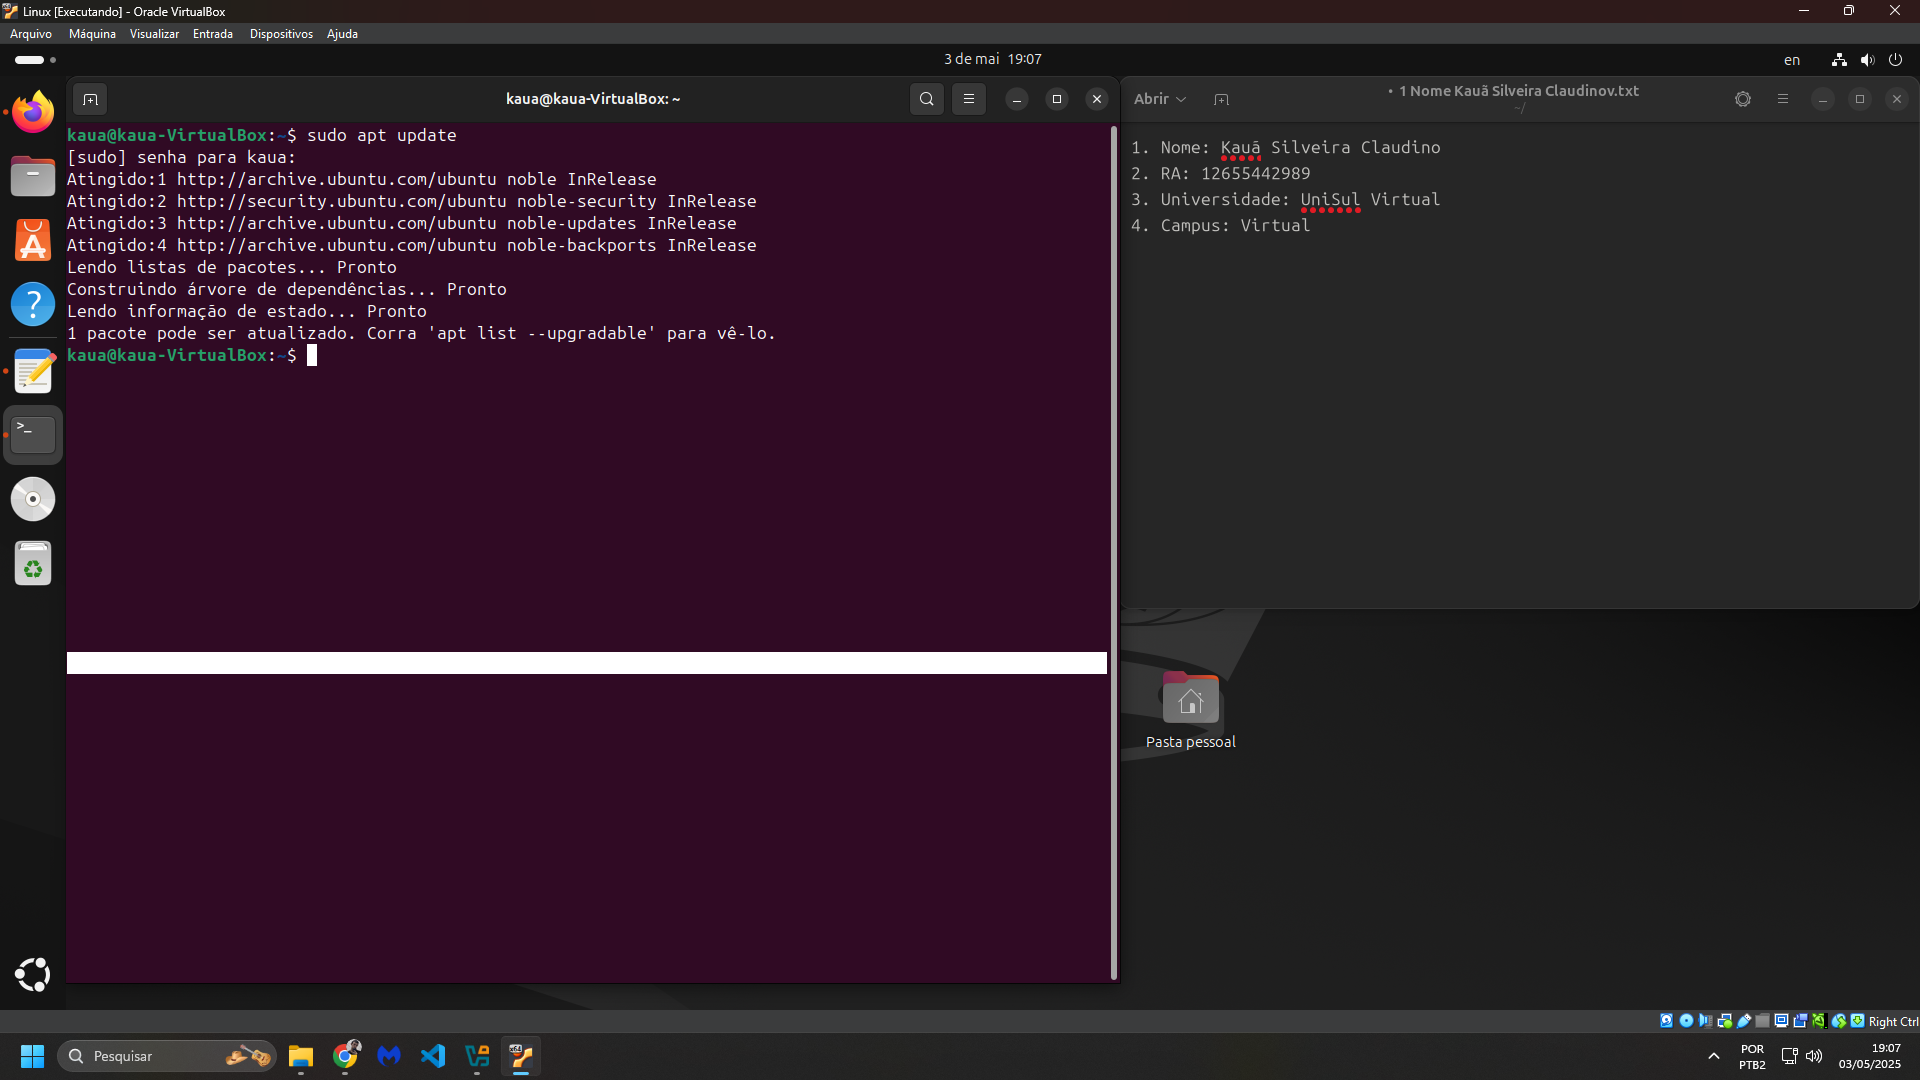 Linux [Executando] - Oracle VirtualBox
Arquivo Máquina Visualizar Entrada Dispositivos Ajuda
3 de mai 19:07
en
kaua@kaua-VirtualBox: ~
Abrir
• 1 Nome Kauã Silveira Claudinov.txt
~/
kaua@kaua-VirtualBox:~$ sudo apt update
[sudo] senha para kaua:
Atingido:1 http://archive.ubuntu.com/ubuntu noble InRelease
Atingido:2 http://security.ubuntu.com/ubuntu noble-security InRelease
Atingido:3 http://archive.ubuntu.com/ubuntu noble-updates InRelease
Atingido:4 http://archive.ubuntu.com/ubuntu noble-backports InRelease
Lendo listas de pacotes... Pronto
Construindo árvore de dependências... Pronto
Lendo informação de estado... Pronto
1 pacote pode ser atualizado. Corra 'apt list --upgradable' para vê-lo.
kaua@kaua-VirtualBox:~$
1. Nome: Kauã Silveira Claudino
2. RA: 12655442989
3. Universidade: UniSul Virtual
4. Campus: Virtual
Pasta pessoal
Right Ctrl
Pesquisar
POR
PTB2
19:07
03/05/2025